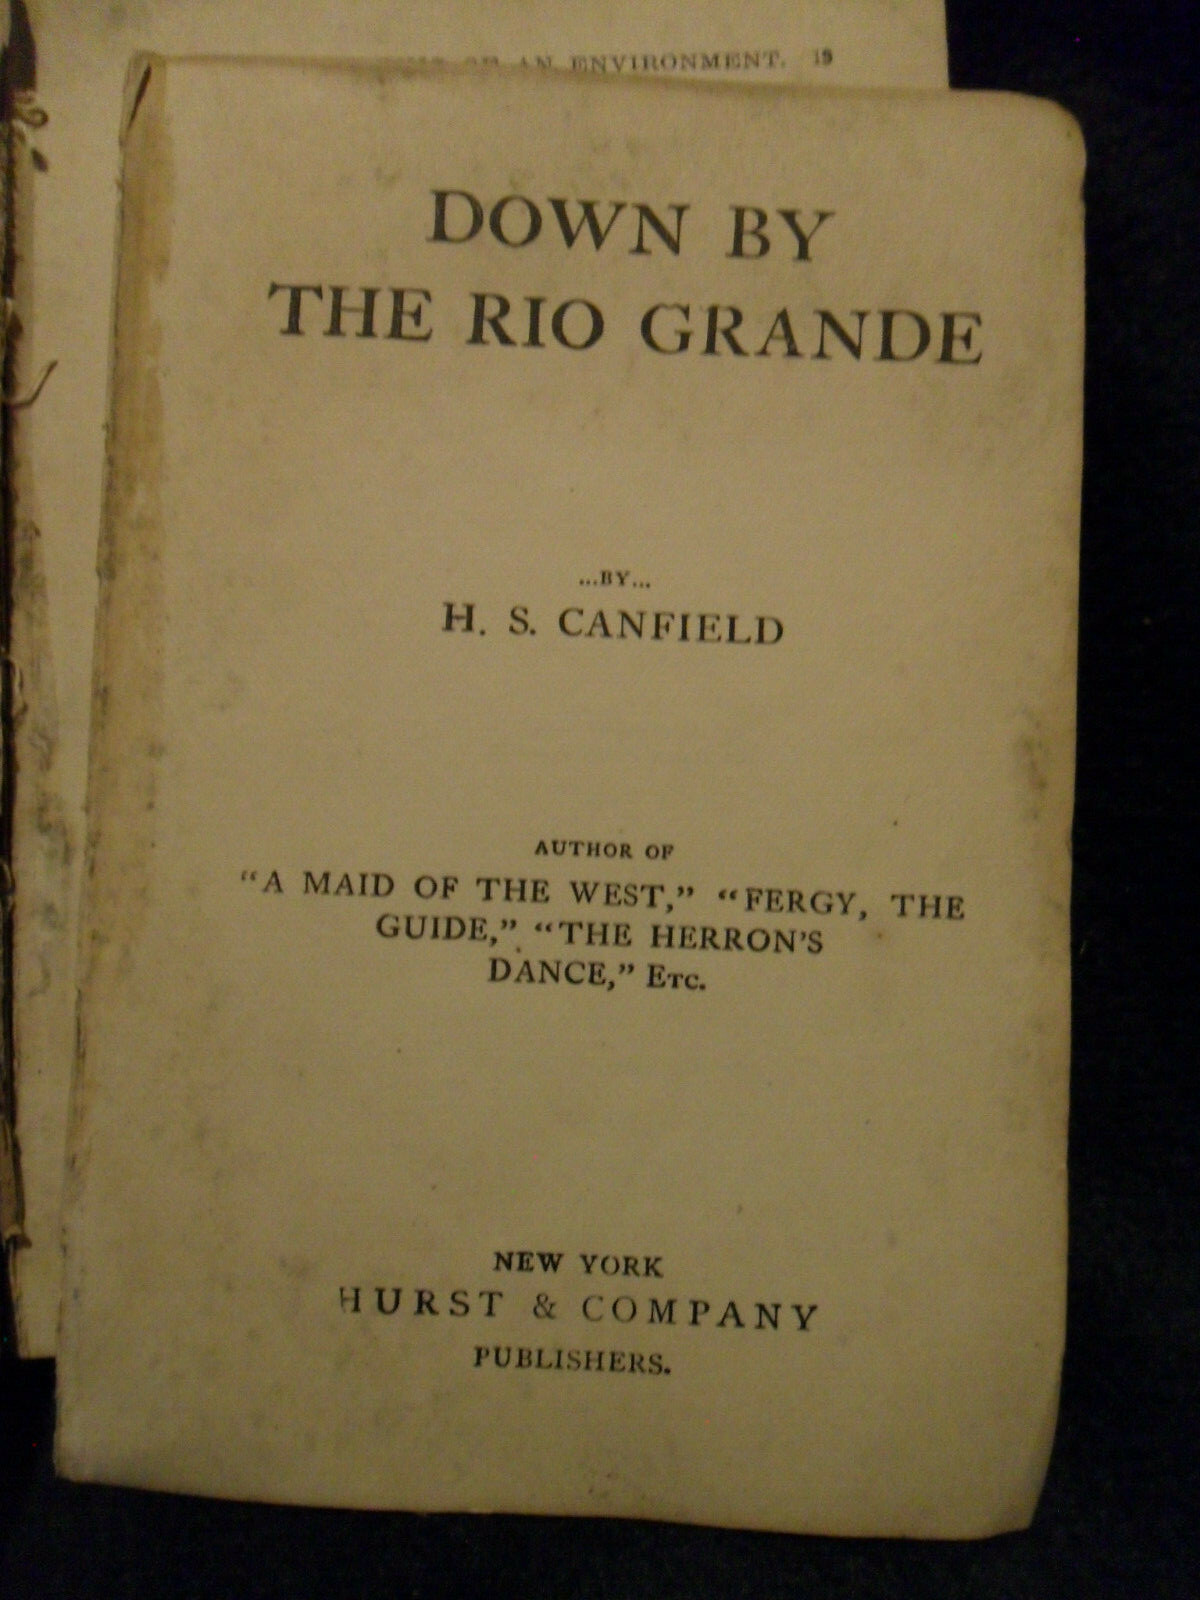 AN ENVIRONMENT. 19
DOWN BY
THE RIO GRANDE
...BY...
H. S. CANFIELD
AUTHOR OF
“A MAID OF THE WEST,” “FERGY, THE
GUIDE,” “THE HERRON'S
DANCE,” ETC.
NEW YORK
HURST & COMPANY
PUBLISHERS.